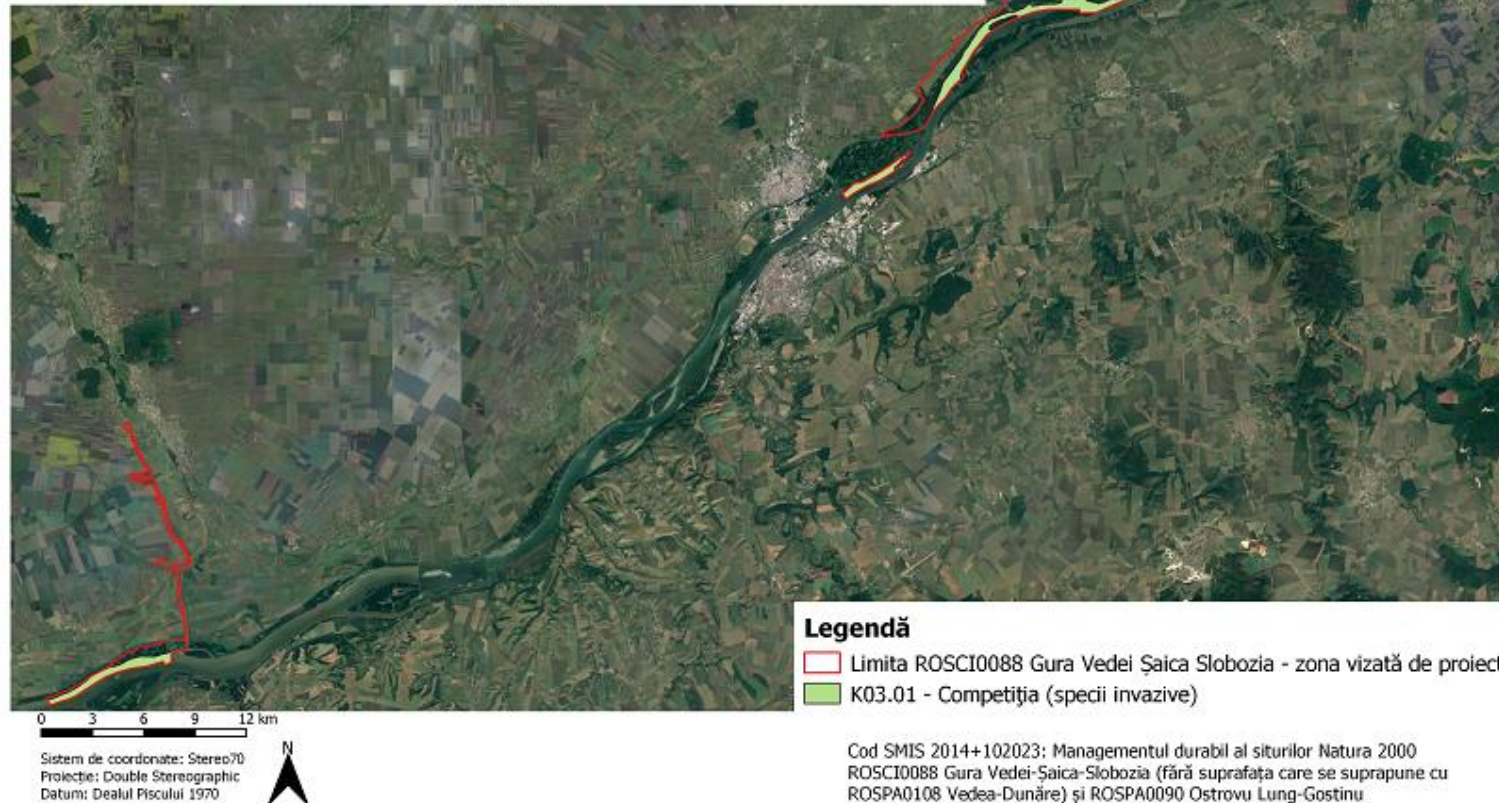 Legendă
Limita ROSCI0088 Gura Vedei Șaica Slobozia - zona vizată de proiect
K03.01 - Competiția (specii invazive)
0 3 6 9 12 km
Sistem de coordonate: Stereo70
Proiecție: Double Stereographic
Datum: Dealul Piscului 1970
N
Cod SMIS 2014+102023: Managementul durabil al siturilor Natura 2000
ROSCI0088 Gura Vedei-Șaica-Slobozia (fără suprafața care se suprapune cu
ROSPA0108 Vedea-Dunăre) și ROSPA0090 Ostrovu Lung-Gostinu